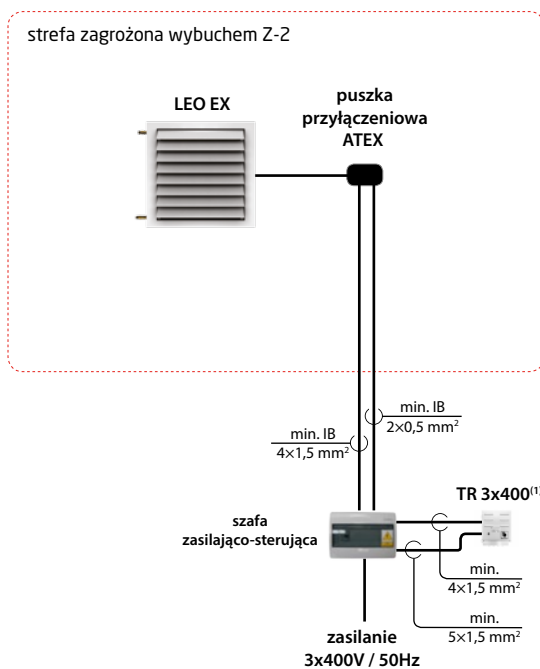 strefa zagrożona wybuchem Z-2
LEO EX
puszka
przyłączeniowa
ATEX
min. IB
4×1,5 mm²
min. IB
2×0,5 mm²
szafa
zasilająco-sterująca
TR 3x400⁽¹⁾
min.
4×1,5 mm²
min.
5×1,5 mm²
zasilanie
3x400V / 50Hz